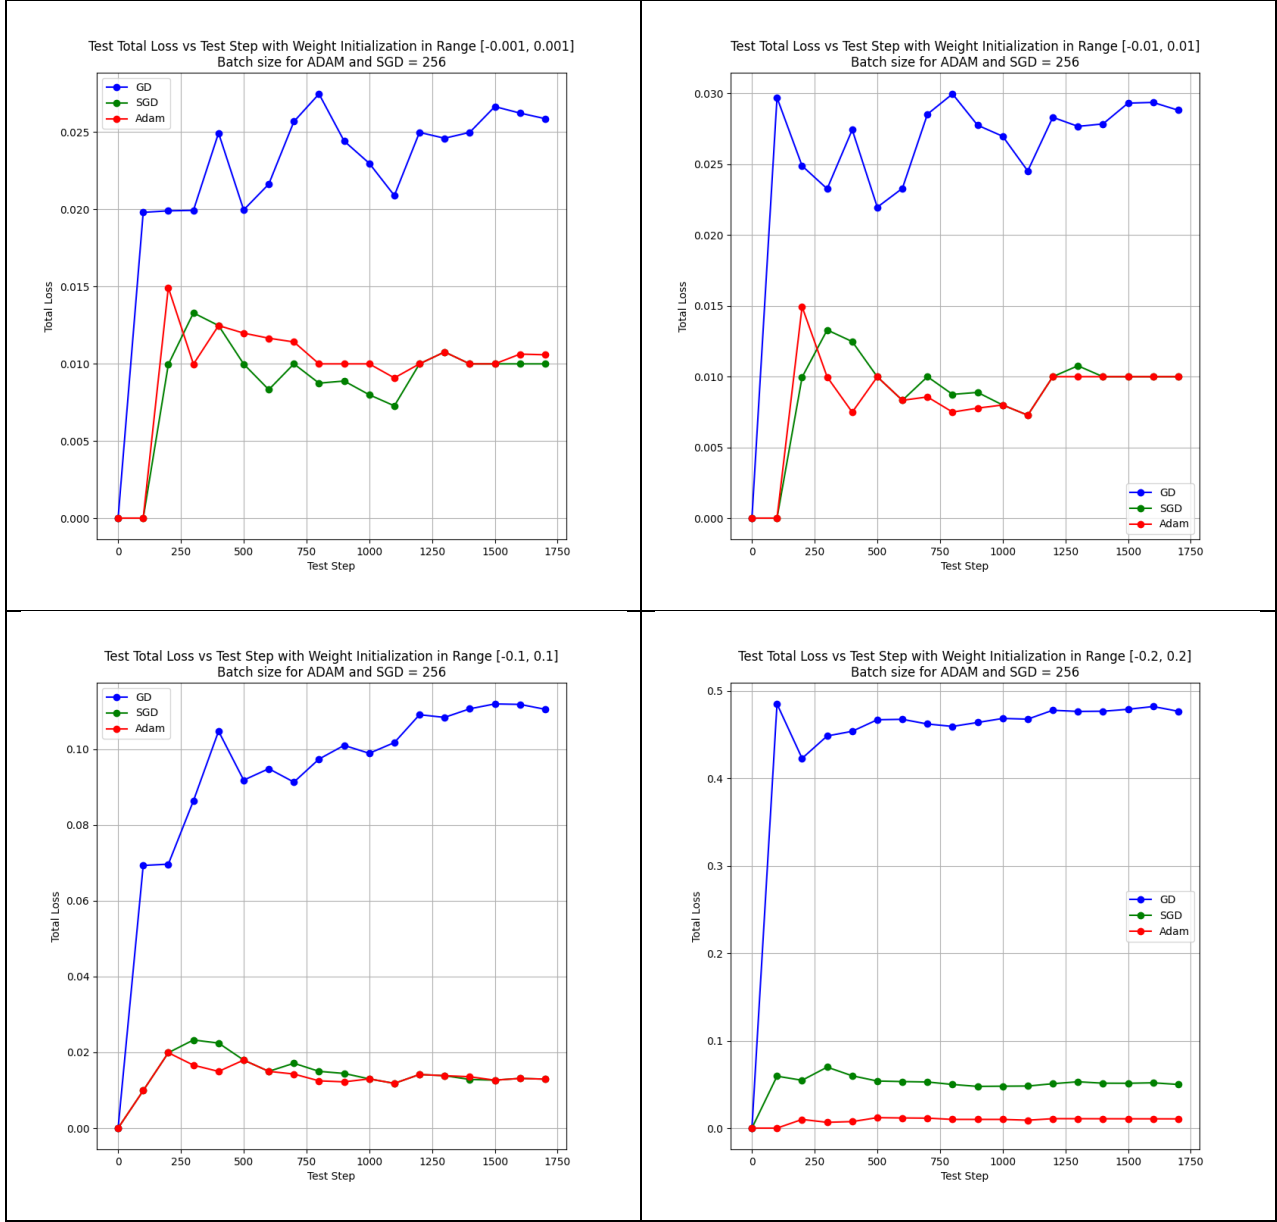 Test Total Loss vs Test Step with Weight Initialization in Range [-0.001, 0.001]
Batch size for ADAM and SGD = 256
GD
SGD
Adam
0.025
0.020
0.015
0.010
0.005
0.000
Total Loss
0 250 500 750 1000 1250 1500 1750
Test Step
Test Total Loss vs Test Step with Weight Initialization in Range [-0.01, 0.01]
Batch size for ADAM and SGD = 256
0.030
0.025
0.020
0.015
0.010
0.005
0.000
Total Loss
GD
SGD
Adam
0 250 500 750 1000 1250 1500 1750
Test Step
Test Total Loss vs Test Step with Weight Initialization in Range [-0.1, 0.1]
Batch size for ADAM and SGD = 256
GD
SGD
Adam
0.10
0.08
0.06
0.04
0.02
0.00
Total Loss
0 250 500 750 1000 1250 1500 1750
Test Step
Test Total Loss vs Test Step with Weight Initialization in Range [-0.2, 0.2]
Batch size for ADAM and SGD = 256
0.5
0.4
0.3
0.2
0.1
0.0
Total Loss
GD
SGD
Adam
0 250 500 750 1000 1250 1500 1750
Test Step